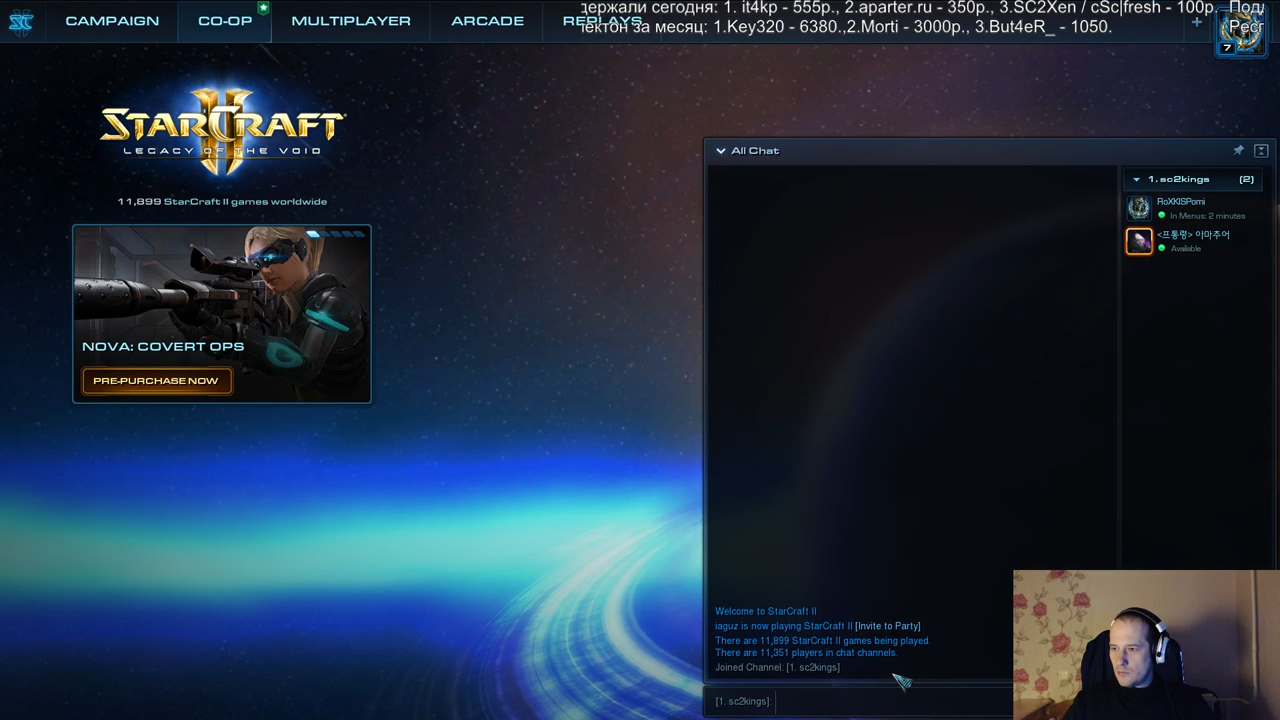 CAMPAIGN
CO-OP
MULTIPLAYER
ARCADE
REPLAYS
держали сегодня: 1. it4kp - 555р., 2.aparter.ru - 350р., 3.SC2Xen / cSc|fresh - 100р.
ектон за месяц: 1.Key320 - 6380.,2.Morti - 3000р., 3.But4eR_ - 1050.
7
STARCRAFT
II
LEGACY OF THE VOID
11,899 StarCraft II games worldwide
NOVA: COVERT OPS
PRE-PURCHASE NOW
All Chat
1. sc2kings (2)
RoXKISPomi
In Menus: 2 minutes
<프통령> 아마추어
Available
Welcome to StarCraft II
iaguz is now playing StarCraft II [Invite to Party]
There are 11,899 StarCraft II games being played.
There are 11,351 players in chat channels.
Joined Channel: [1. sc2kings]
[1. sc2kings]: